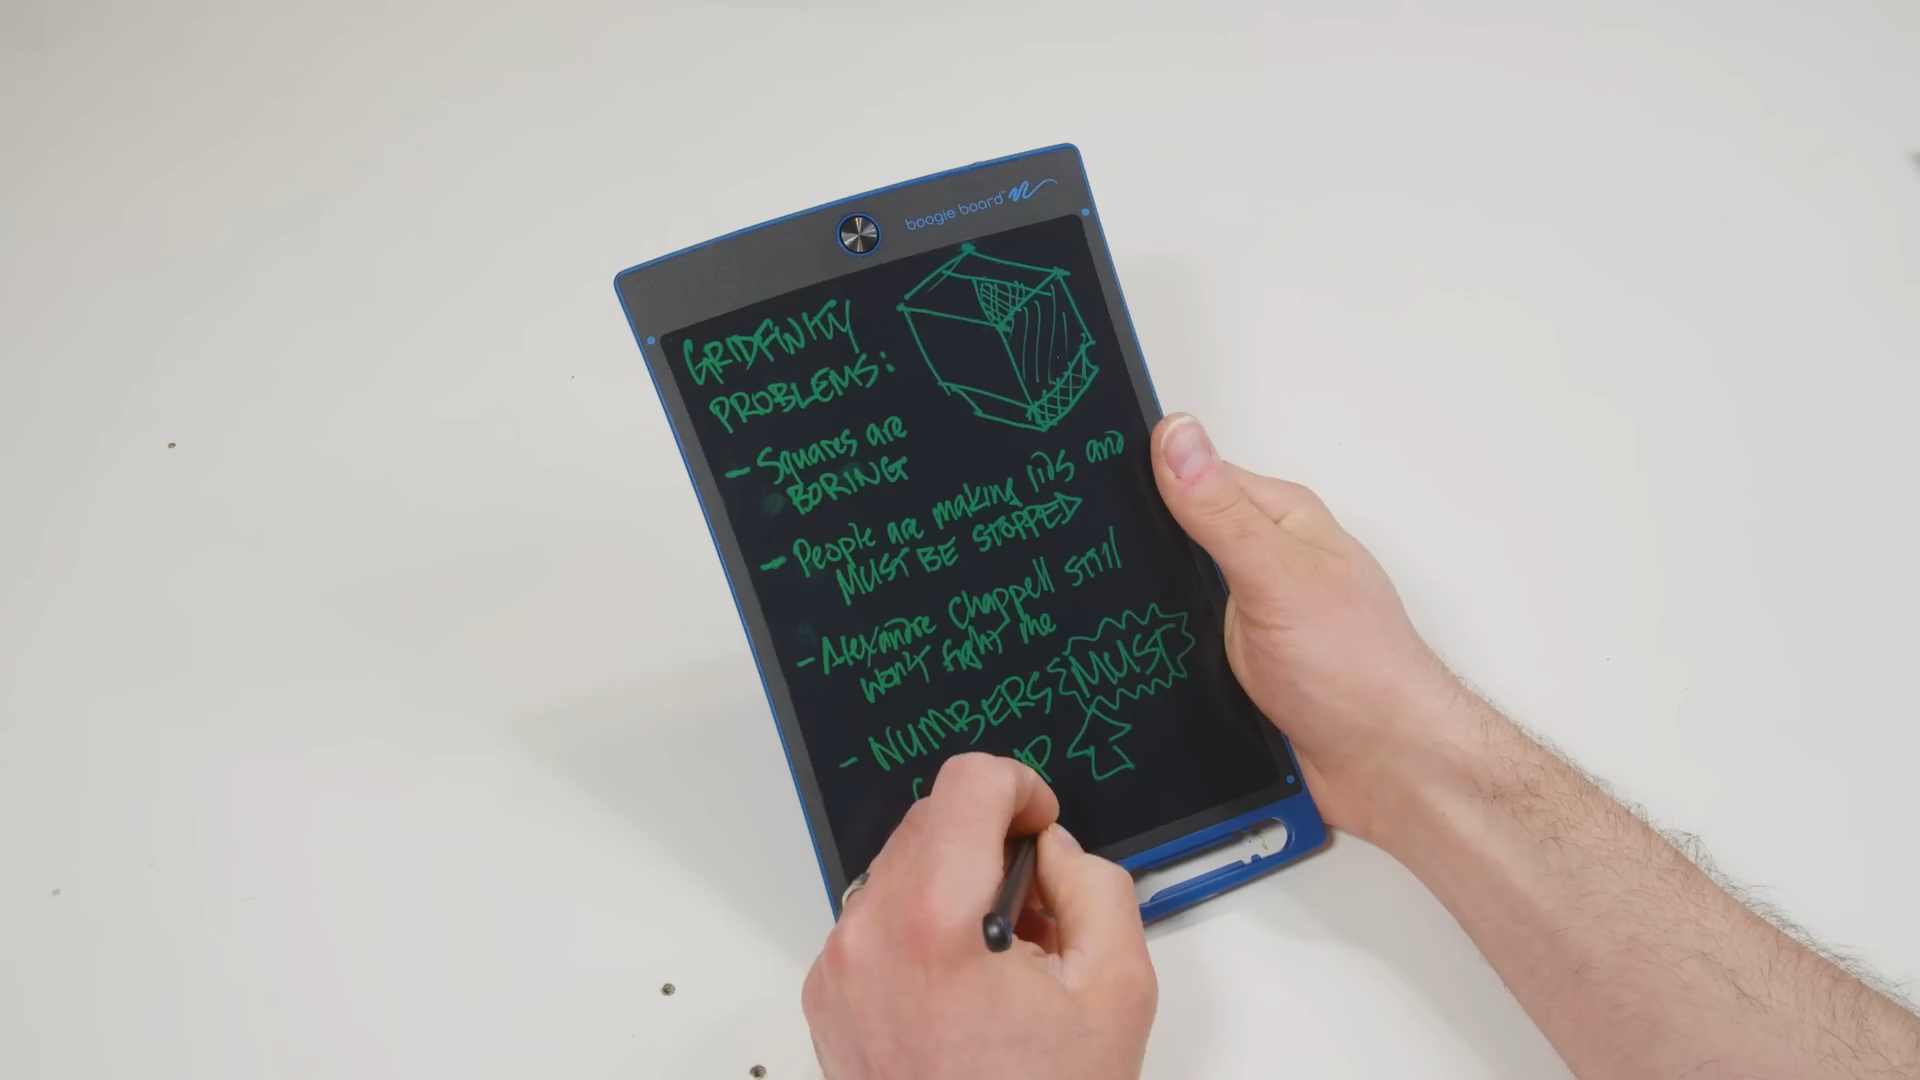 boogie board™
GRIDFINITY
PROBLEMS:
- Squares are
BORING
- People are making lids and
MUST BE STOPPED
- Alexandre Chappell still
won't fight me
- NUMBERS MUST